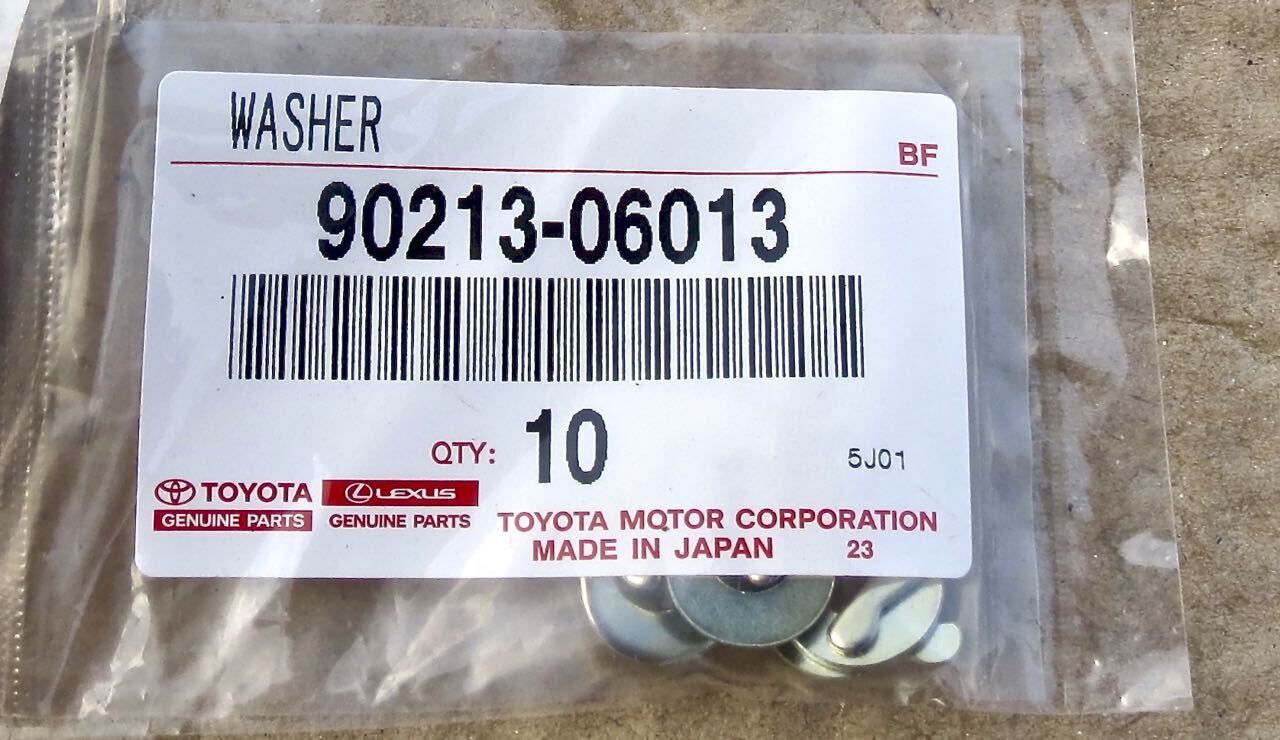 WASHER
BF
90213-06013
QTY: 10
5J01
TOYOTA LEXUS
GENUINE PARTS GENUINE PARTS
TOYOTA MOTOR CORPORATION
MADE IN JAPAN 23